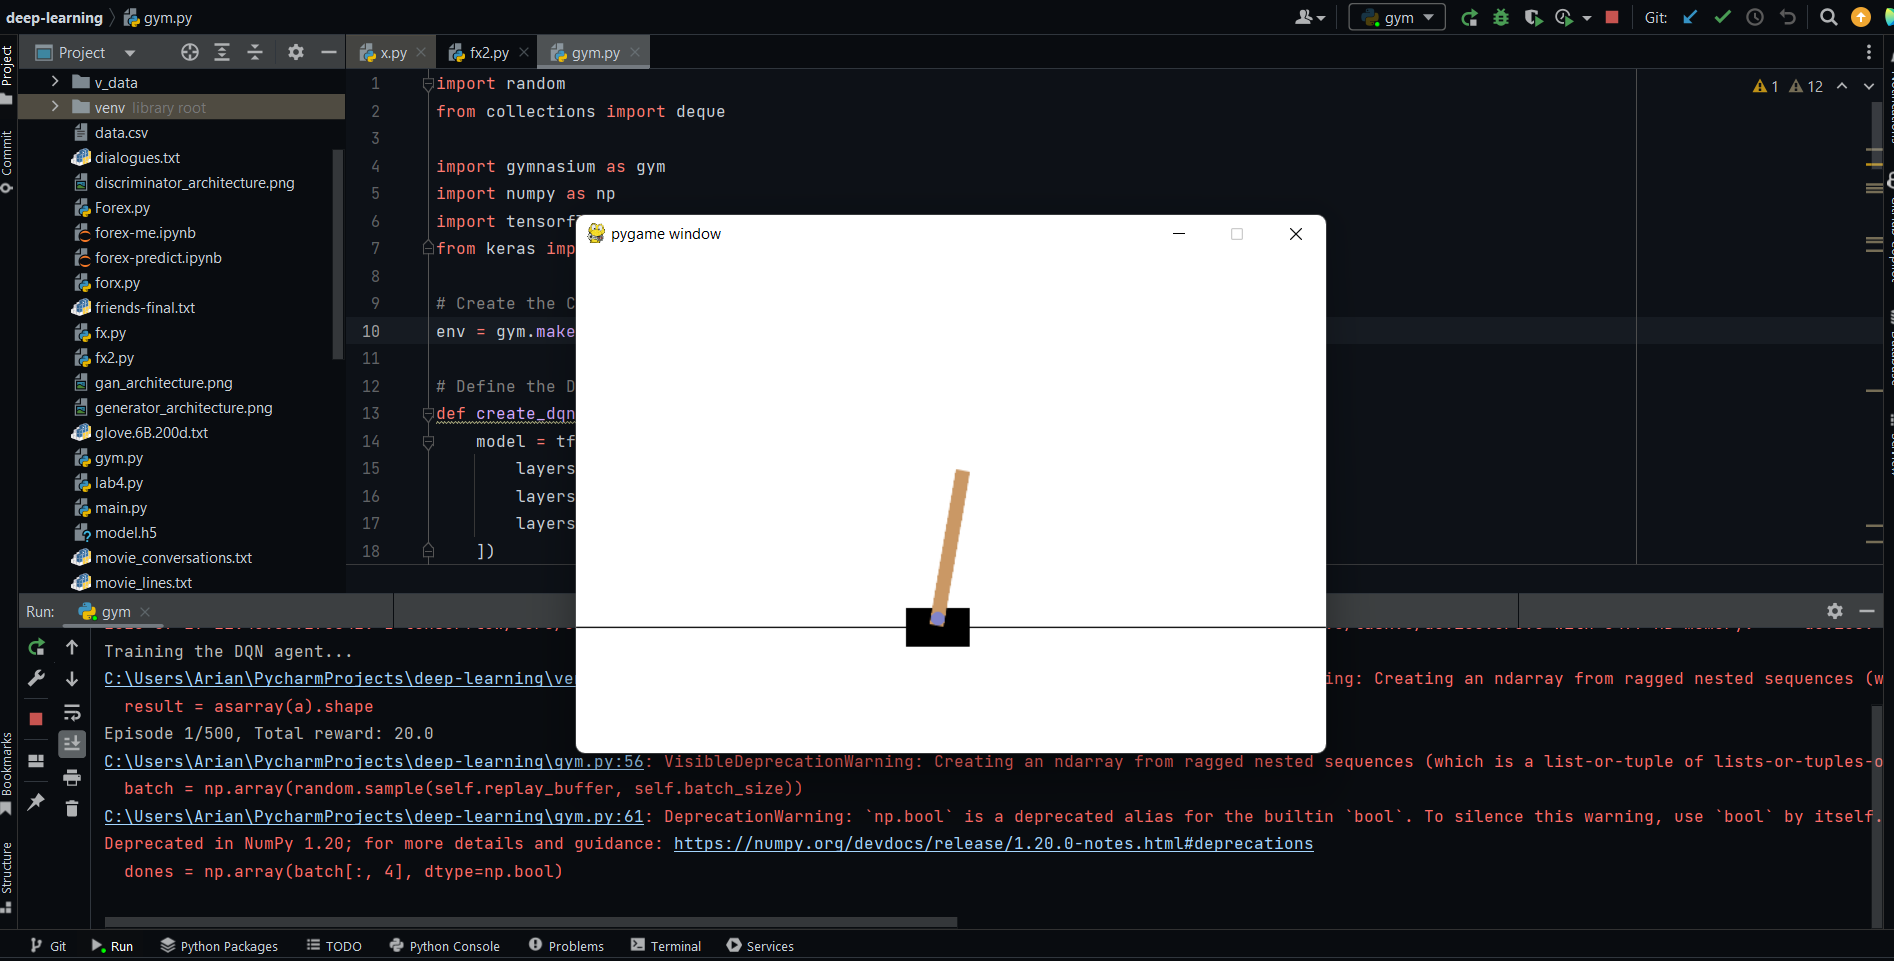 deep-learning gym.py
gym Git:
Project
x.py fx2.py gym.py
Project
Commit
Bookmarks
Structure
v_data
venv library root
data.csv
dialogues.txt
discriminator_architecture.png
Forex.py
forex-me.ipynb
forex-predict.ipynb
forx.py
friends-final.txt
fx.py
fx2.py
gan_architecture.png
generator_architecture.png
glove.6B.200d.txt
gym.py
lab4.py
main.py
model.h5
movie_conversations.txt
movie_lines.txt
1 import random
2 from collections import deque
3
4 import gymnasium as gym
5 import numpy as np
6 import tensorf
7 from keras imp
8
9 # Create the C
10 env = gym.make
11
12 # Define the D
13 def create_dqn
14 model = tf
15 layers
16 layers
17 layers
18 ])
1 12
pygame window
Run: gym
Training the DQN agent...
C:\Users\Arian\PycharmProjects\deep-learning\ve ing: Creating an ndarray from ragged nested sequences (w
result = asarray(a).shape
Episode 1/500, Total reward: 20.0
C:\Users\Arian\PycharmProjects\deep-learning\gym.py:56: VisibleDeprecationWarning: Creating an ndarray from ragged nested sequences (which is a list-or-tuple of lists-or-tuples-o
batch = np.array(random.sample(self.replay_buffer, self.batch_size))
C:\Users\Arian\PycharmProjects\deep-learning\gym.py:61: DeprecationWarning: `np.bool` is a deprecated alias for the builtin `bool`. To silence this warning, use `bool` by itself.
Deprecated in NumPy 1.20; for more details and guidance: https://numpy.org/devdocs/release/1.20.0-notes.html#deprecations
dones = np.array(batch[:, 4], dtype=np.bool)
Git Run Python Packages TODO Python Console Problems Terminal Services